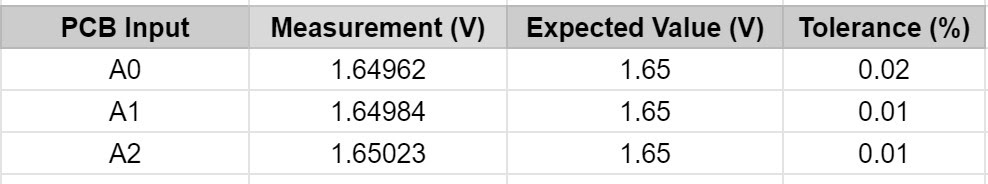 PCB Input Measurement (V) Expected Value (V) Tolerance (%)
A0 1.64962 1.65 0.02
A1 1.64984 1.65 0.01
A2 1.65023 1.65 0.01